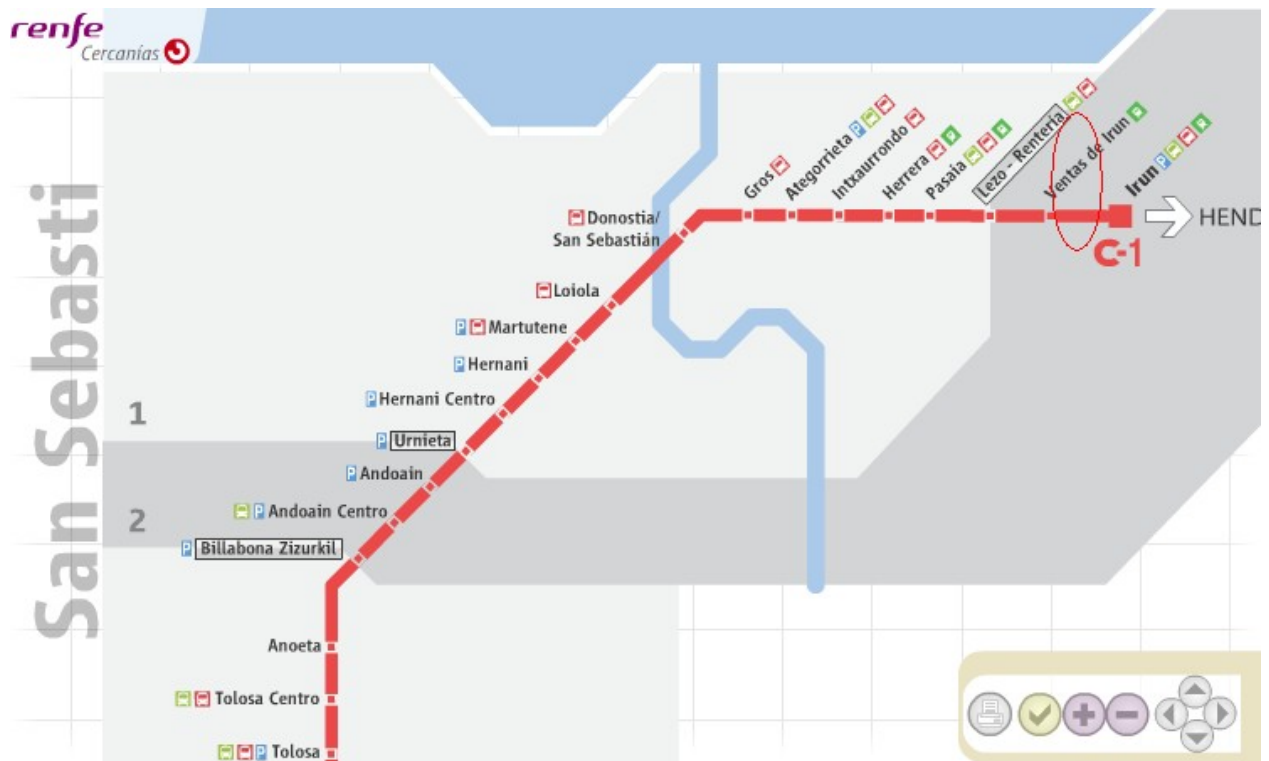 renfe
Cercanías
San Sebasti
Gros
Ategorrieta
P
Intxaurrondo
Herrera
Pasaia
Lezo - Rentería
Ventas de Irun
Irun
P
HEND
C-1
Donostia/
San Sebastián
Loiola
P Martutene
P Hernani
P Hernani Centro
1
P Urnieta
P Andoain
2
P Andoain Centro
P Billabona Zizurkil
Anoeta
Tolosa Centro
P Tolosa